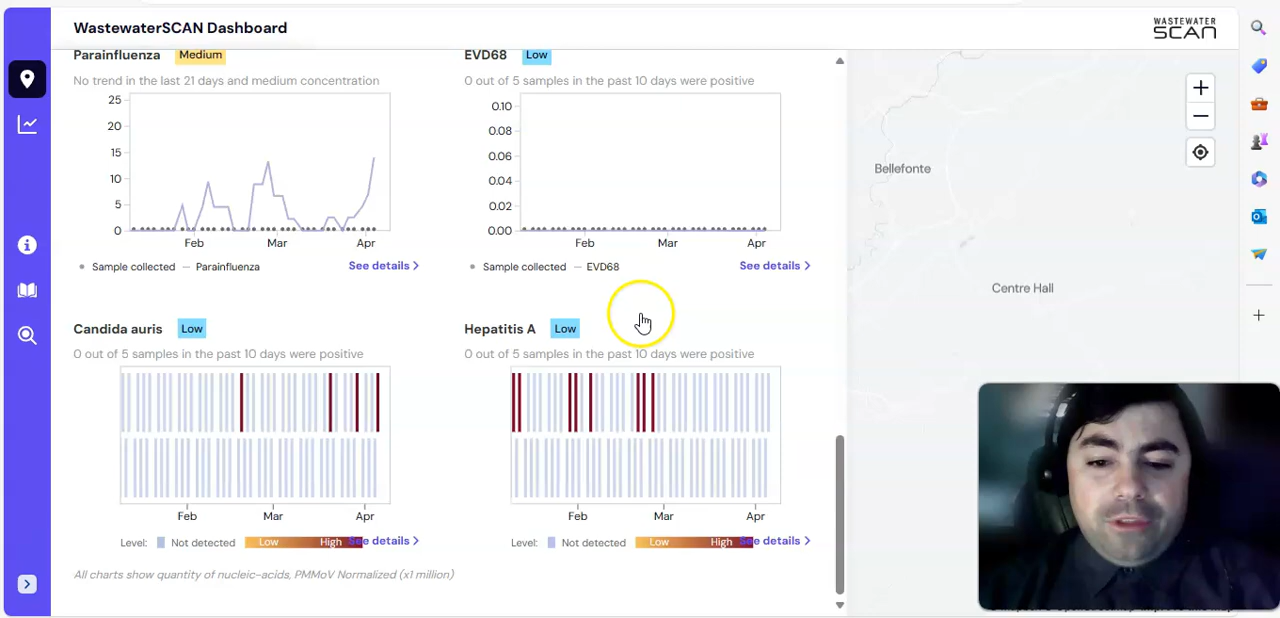 WastewaterSCAN Dashboard
WASTEWATER
SCAN
Parainfluenza Medium
No trend in the last 21 days and medium concentration
25
20
15
10
5
0
Feb Mar Apr
Sample collected Parainfluenza
See details >
EVD68 Low
0 out of 5 samples in the past 10 days were positive
0.10
0.08
0.06
0.04
0.02
0.00
Feb Mar Apr
Sample collected EVD68
See details >
Candida auris Low
0 out of 5 samples in the past 10 days were positive
Feb Mar Apr
Level: Not detected Low High
See details >
Hepatitis A Low
0 out of 5 samples in the past 10 days were positive
Feb Mar Apr
Level: Not detected Low High
See details >
All charts show quantity of nucleic-acids, PMMoV Normalized (x1 million)
Bellefonte
Centre Hall